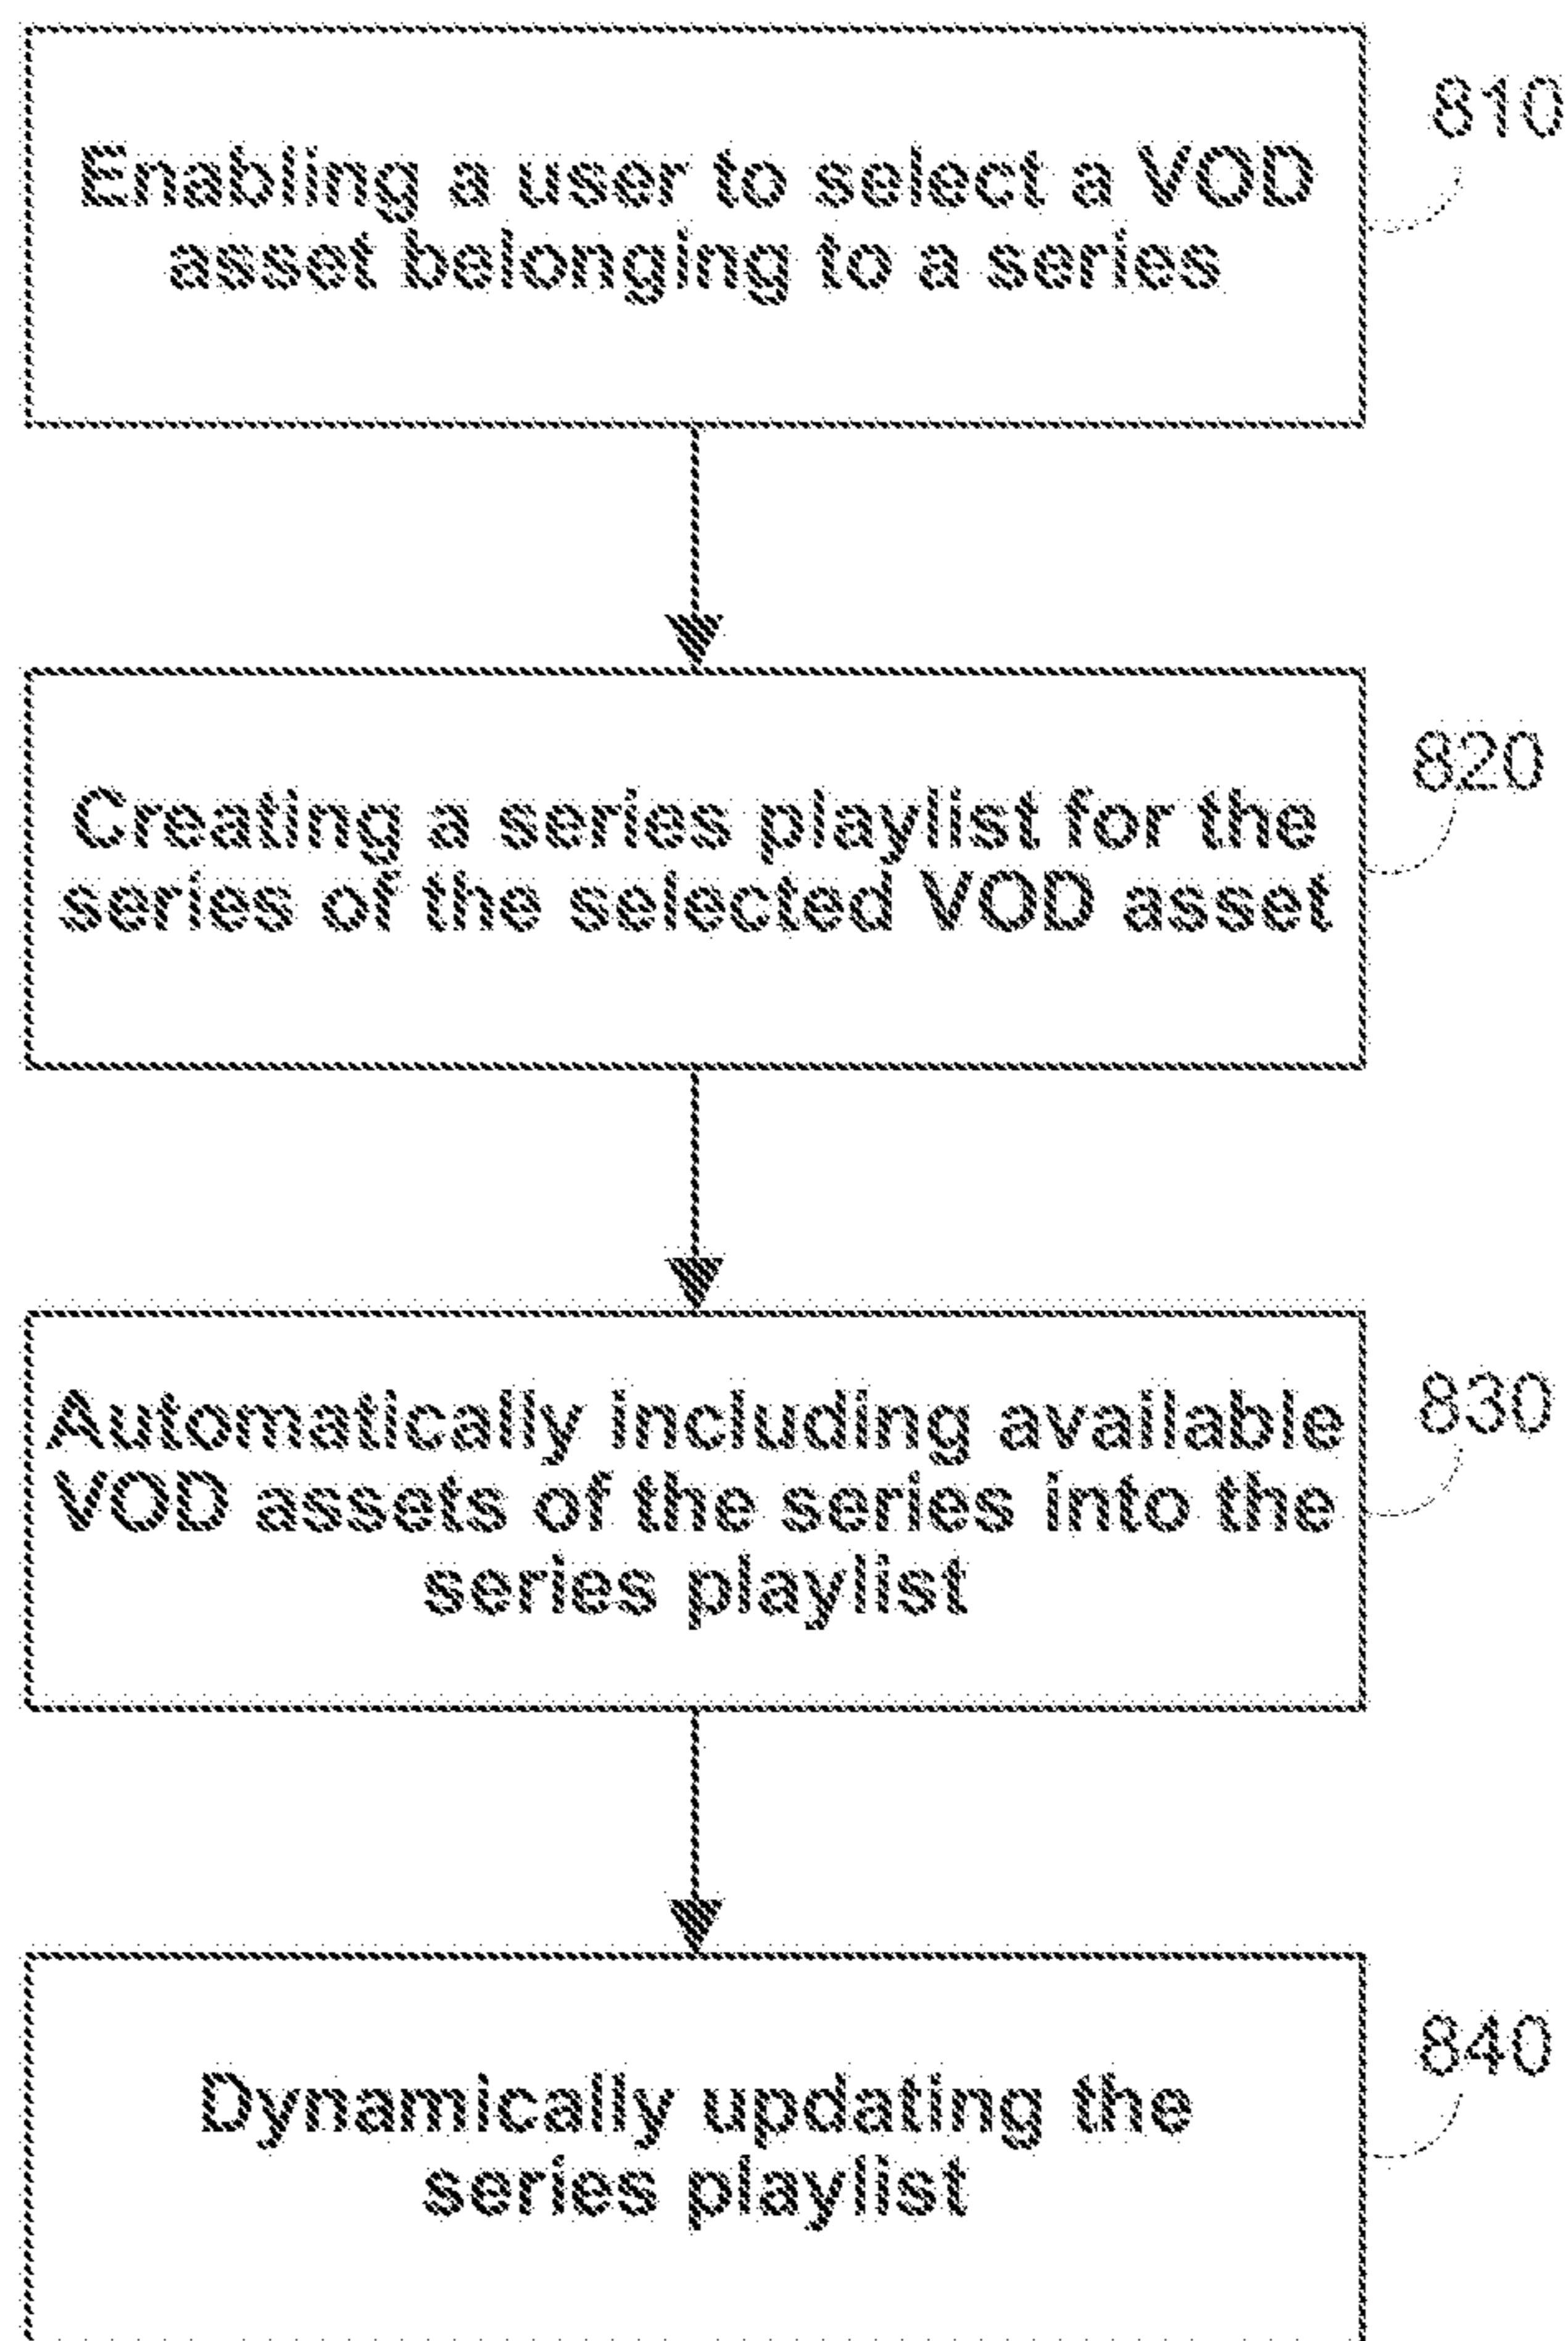 810
Enabling a user to select a VOD
asset belonging to a series
820
Creating a series playlist for the
series of the selected VOD asset
830
Automatically including available
VOD assets of the series into the
series playlist
840
Dynamically updating the
series playlist